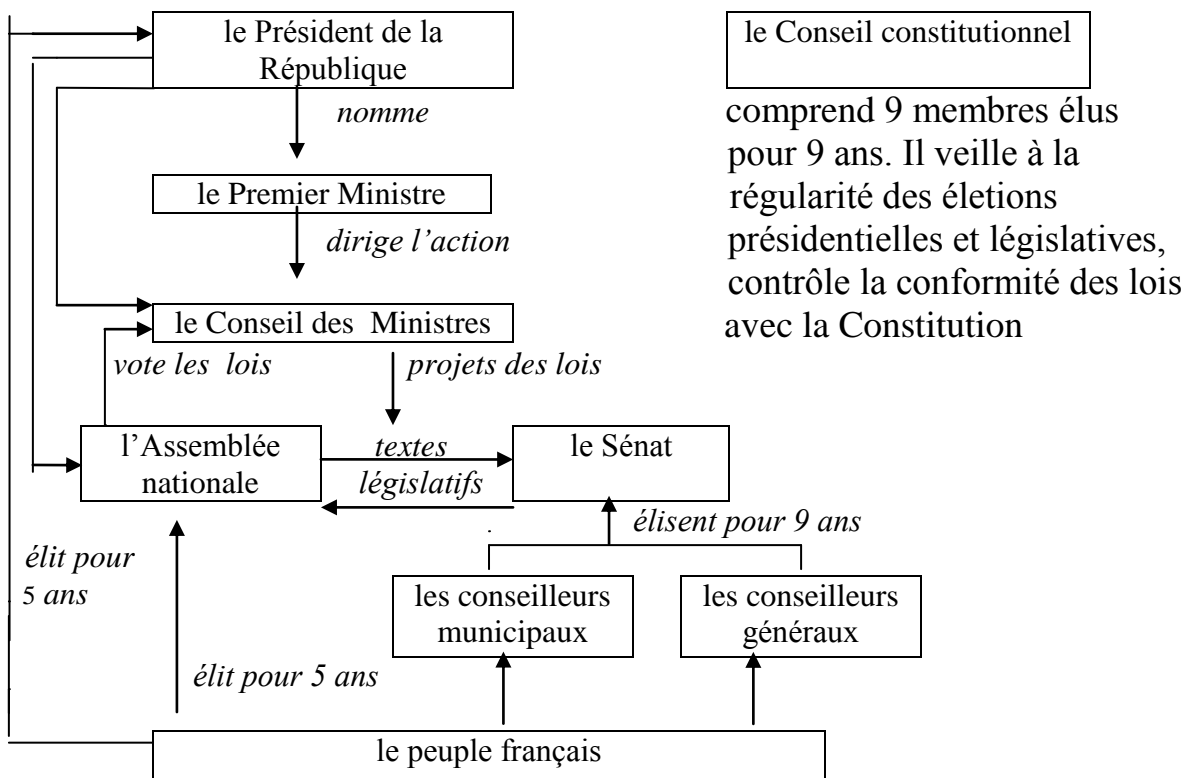 le Président de la
République
le Conseil constitutionnel
nomme
comprend 9 membres élus
pour 9 ans. Il veille à la
régularité des életions
présidentielles et législatives,
contrôle la conformité des lois
avec la Constitution
le Premier Ministre
dirige l'action
le Conseil des Ministres
vote les lois
projets des lois
l'Assemblée
nationale
textes
législatifs
le Sénat
élisent pour 9 ans
élit pour
5 ans
les conseilleurs
municipaux
les conseilleurs
généraux
élit pour 5 ans
le peuple français